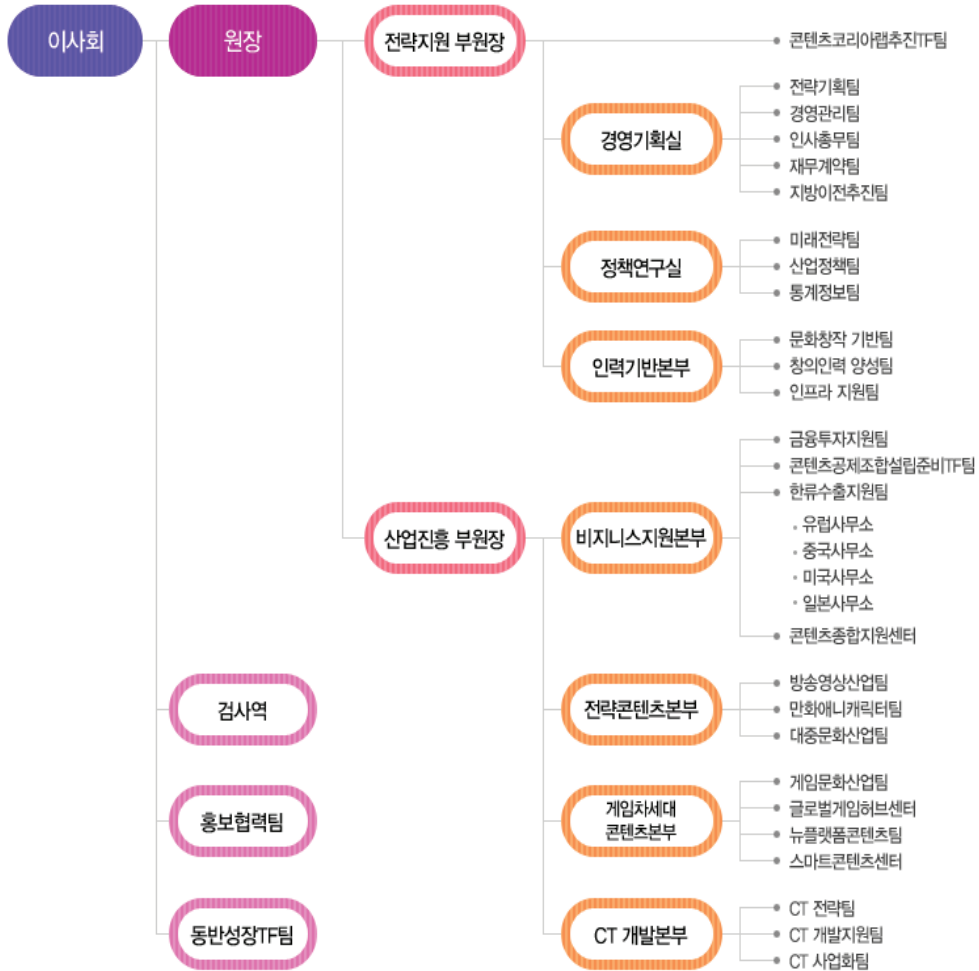 이사회
원장
전략지원 부원장
콘텐츠코리아랩추진TF팀
경영기획실
전략기획팀
경영관리팀
인사총무팀
재무계약팀
지방이전추진팀
정책연구실
미래전략팀
산업정책팀
통계정보팀
인력기반본부
문화창작 기반팀
창의인력 양성팀
인프라 지원팀
산업진흥 부원장
비지니스지원본부
금융투자지원팀
콘텐츠공제조합설립준비TF팀
한류수출지원팀
유럽사무소
중국사무소
미국사무소
일본사무소
콘텐츠종합지원센터
전략콘텐츠본부
방송영상산업팀
만화애니캐릭터팀
대중문화산업팀
게임차세대
콘텐츠본부
게임문화산업팀
글로벌게임허브센터
뉴플랫폼콘텐츠팀
스마트콘텐츠센터
CT 개발본부
CT 전략팀
CT 개발지원팀
CT 사업화팀
검사역
홍보협력팀
동반성장TF팀